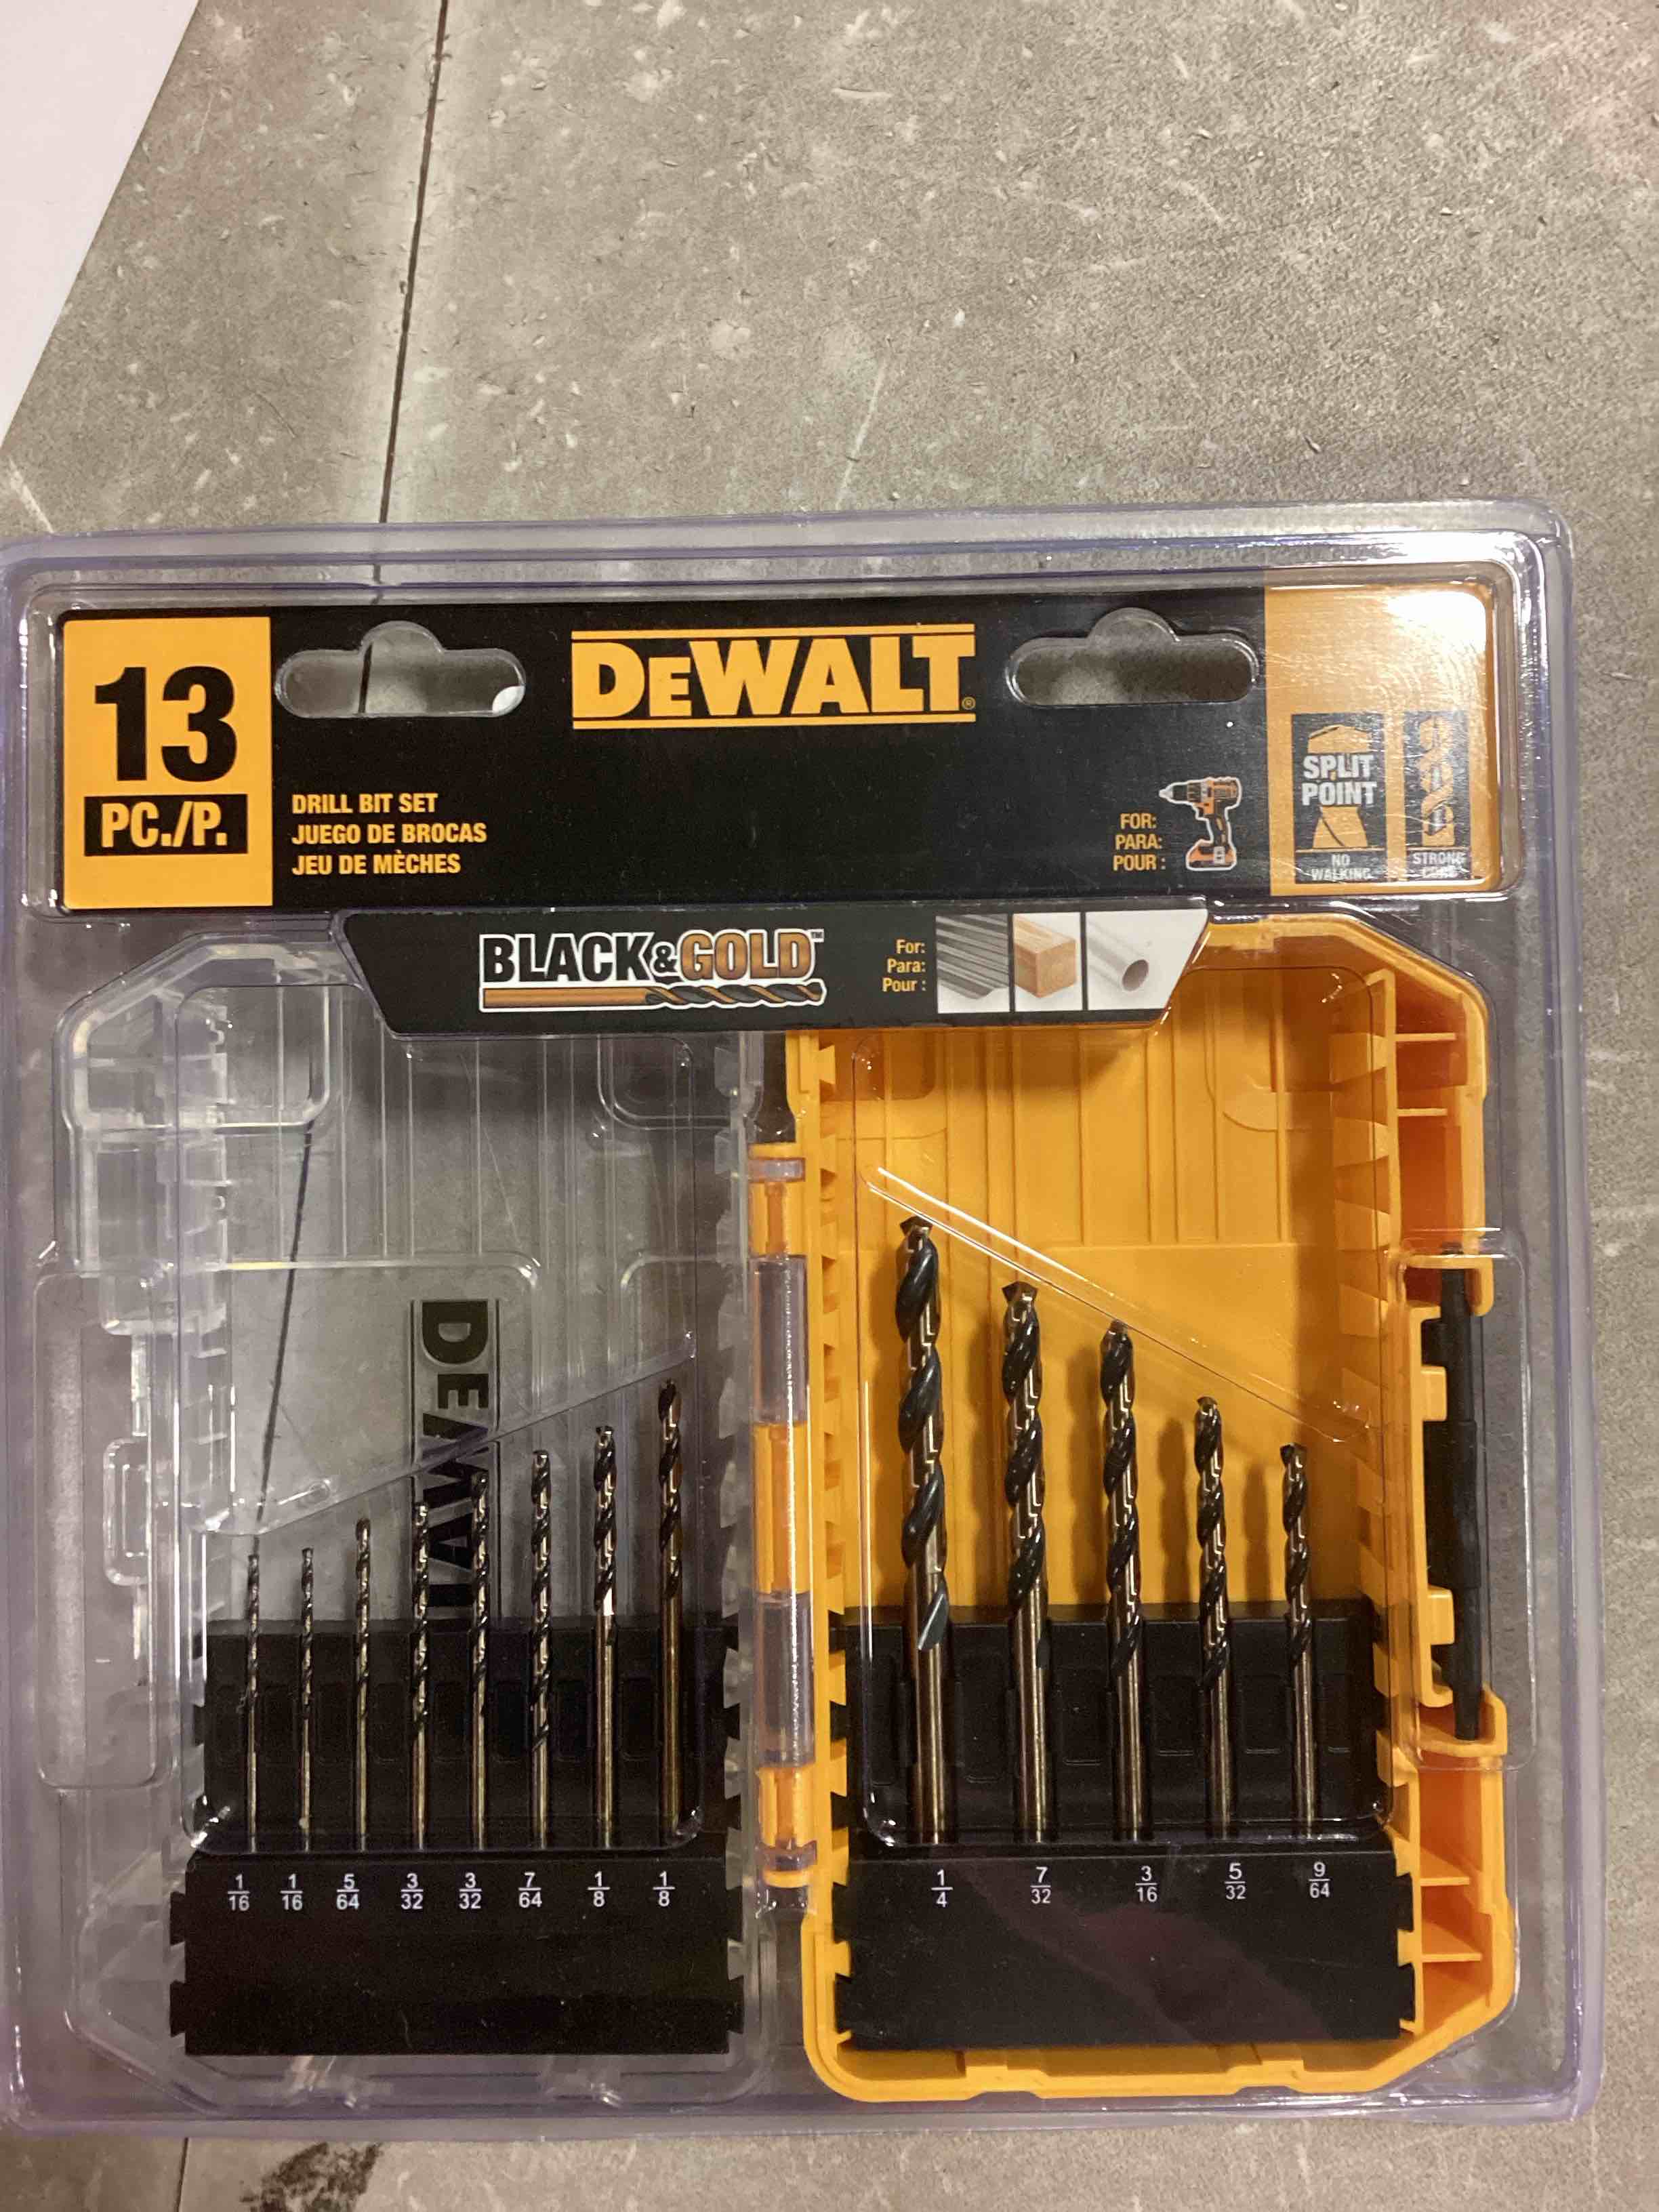 13
PC./P.
DEWALT®
DRILL BIT SET
JUEGO DE BROCAS
JEU DE MÈCHES
FOR:
PARA:
POUR :
SPLIT
POINT
NO
WALKING
STRONG
CORE
BLACK&GOLD™
For:
Para:
Pour :
DEWALT
1/16 1/16 5/64 3/32 3/32 7/64 1/8 1/8
1/4 7/32 3/16 5/32 9/64